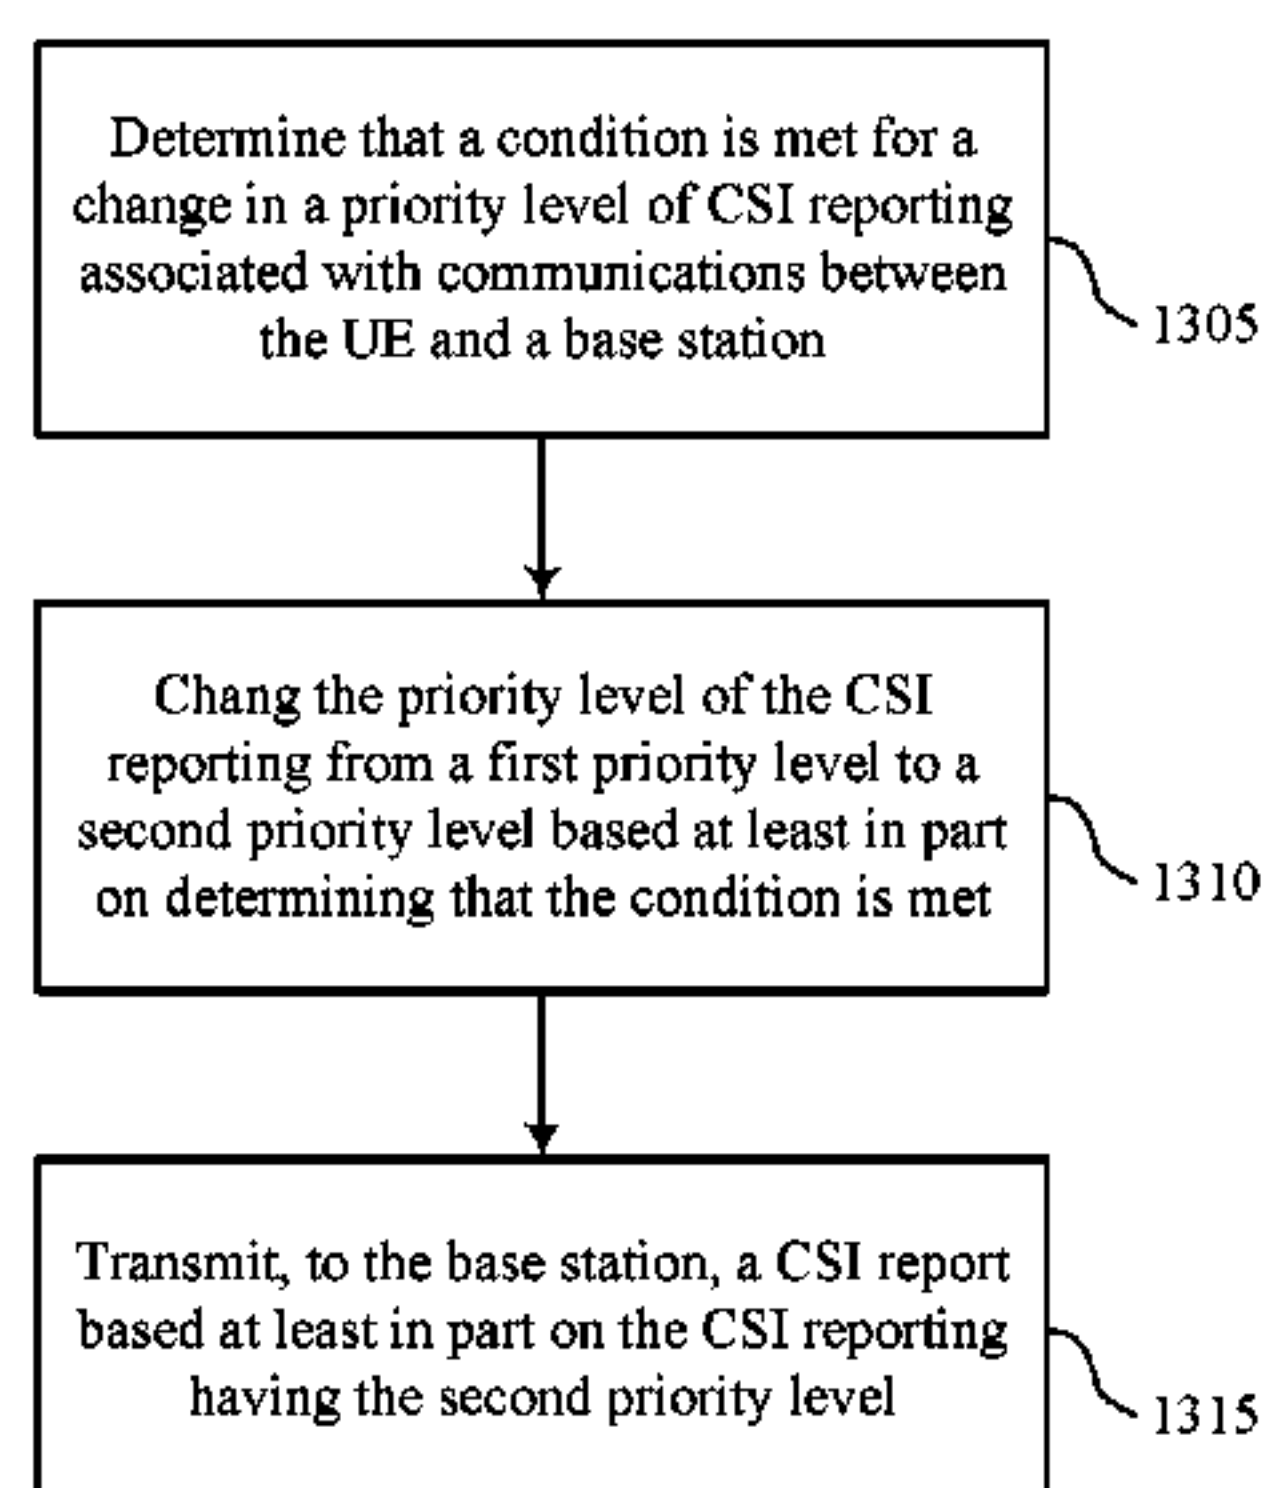 Determine that a condition is met for a
change in a priority level of CSI reporting
associated with communications between
the UE and a base station
1305
Chang the priority level of the CSI
reporting from a first priority level to a
second priority level based at least in part
on determining that the condition is met
1310
Transmit, to the base station, a CSI report
based at least in part on the CSI reporting
having the second priority level
1315